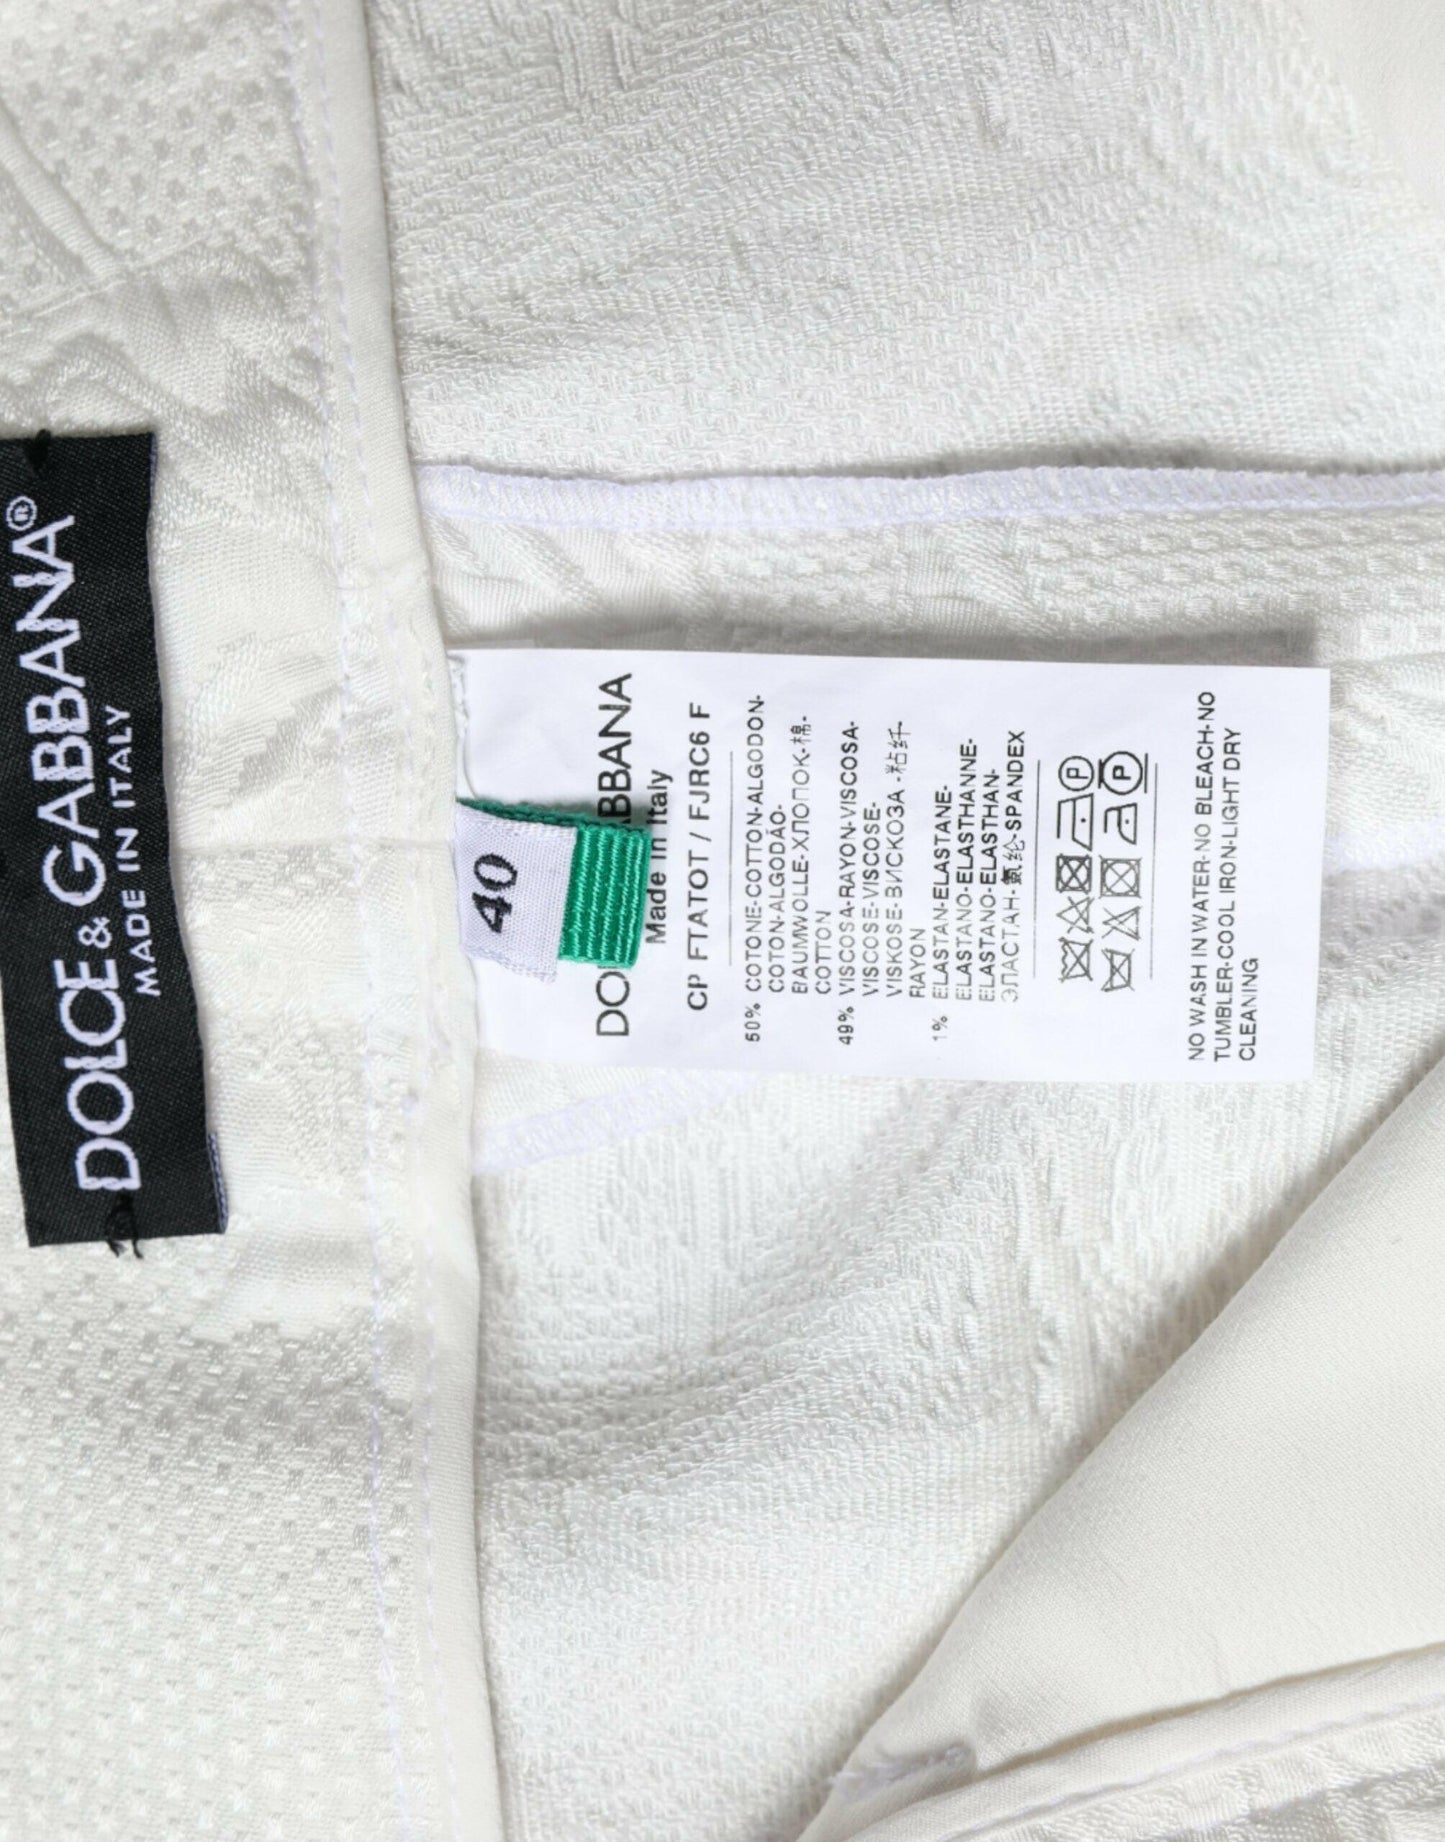 DOLCE & GABBANA®
MADE IN ITALY
40
DO
BBANA
Made in Italy
CP FTATOT / FJRC6 F
50% COTONE-COTTON-ALGODON-
COTON-ALGODÃO-
BAUMWOLLE-ХЛОПОК-棉-
COTTON
49% VISCOSA-RAYON-VISCOSA-
VISCOSE-VISCOSE-
VISKOSE-ВИСКОЗА -粘纤-
RAYON
1% ELASTAN-ELASTANE-
ELASTANO-ELASTHANNE-
ELASTANO-ELASTHAN-
ЭЛАСТАН-氨纶-SPANDEX
P
P
NO WASH IN WATER-NO BLEACH-NO
TUMBLER-COOL IRON-LIGHT DRY
CLEANING